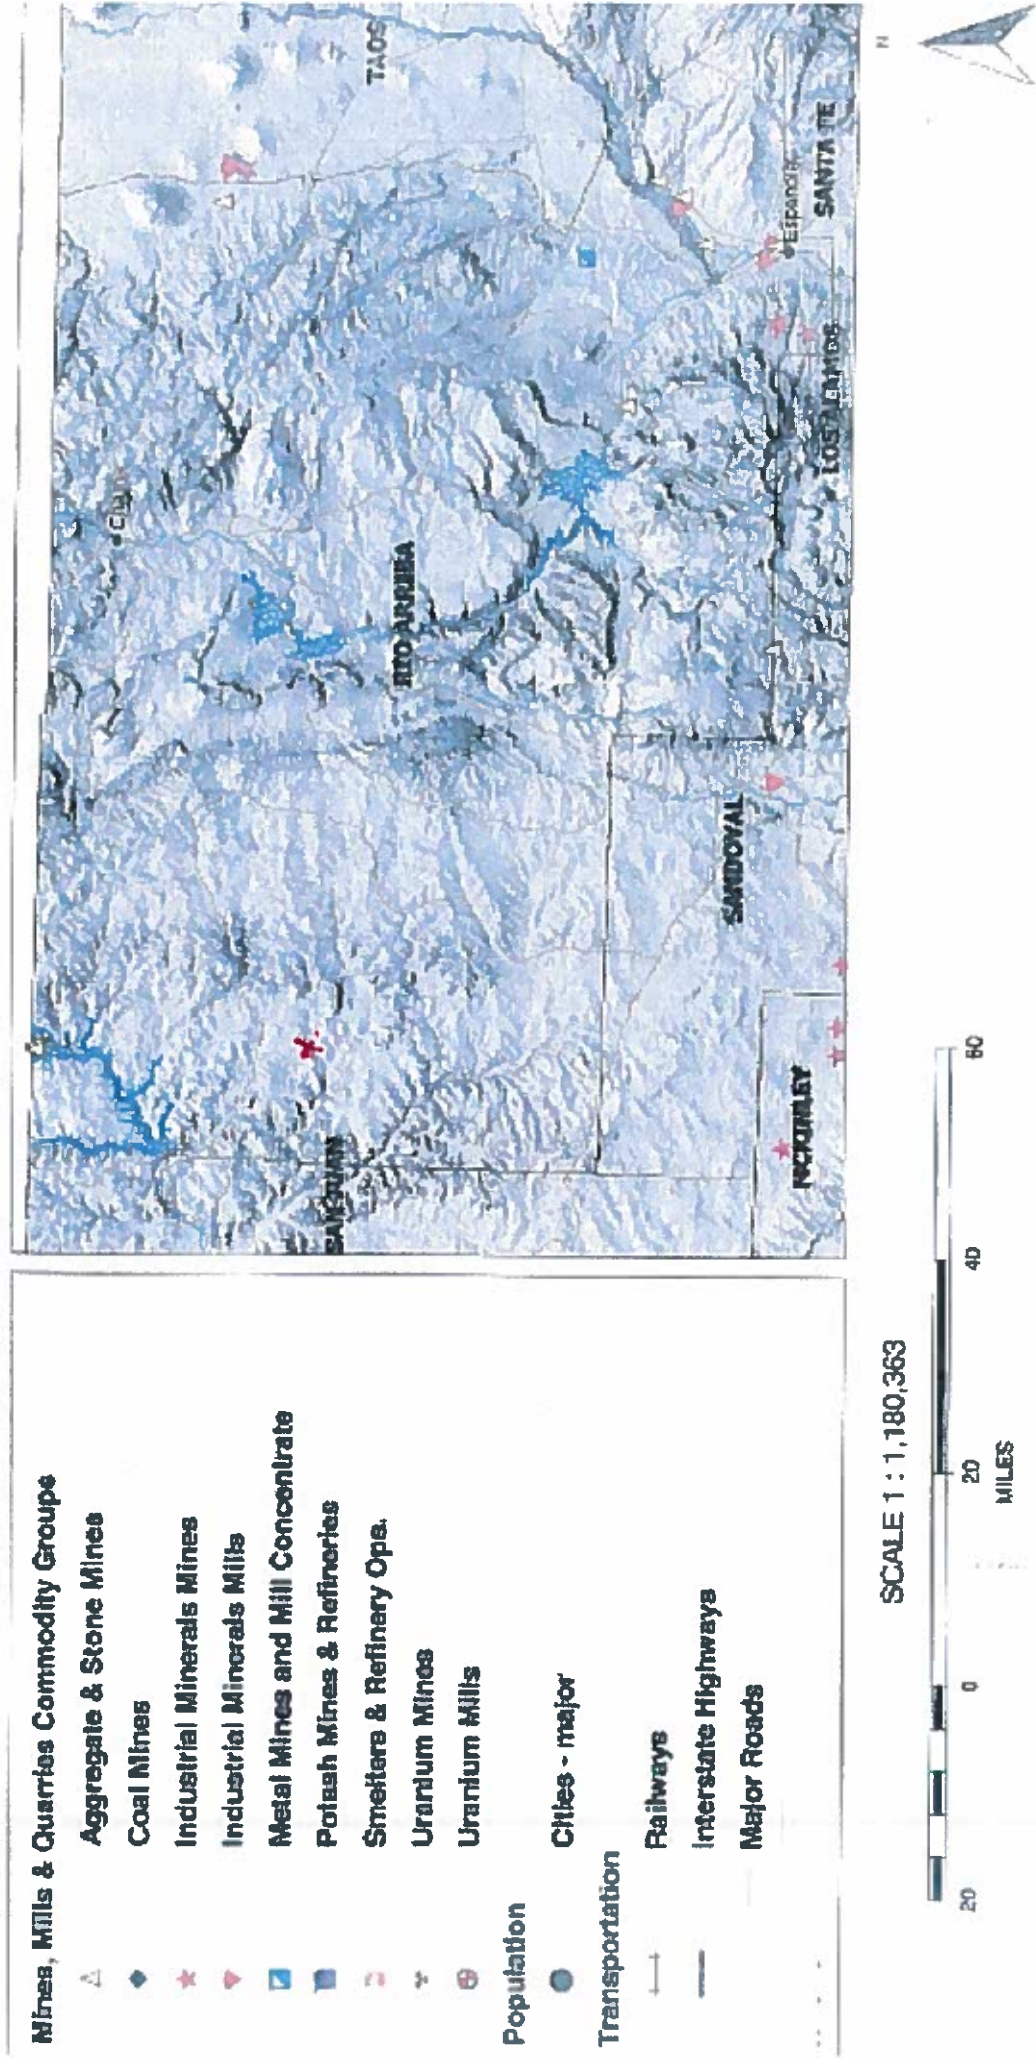 Mines, Mills & Quarries Commodity Groups
Aggregate & Stone Mines
Coal Mines
Industrial Minerals Mines
Industrial Minerals Mills
Metal Mines and Mill Concentrate
Potash Mines & Refineries
Smelters & Refinery Ops.
Uranium Mines
Uranium Mills
Population
Cities - major
Transportation
Railways
Interstate Highways
Major Roads
Chama
TAOS
RIO ARRIBA
SAN JUAN
SANDOVAL
MCKINLEY
LOS ALAMOS
Espanola
SANTA FE
SCALE 1 : 1,180,363
20 0 20 40 60
MILES
N